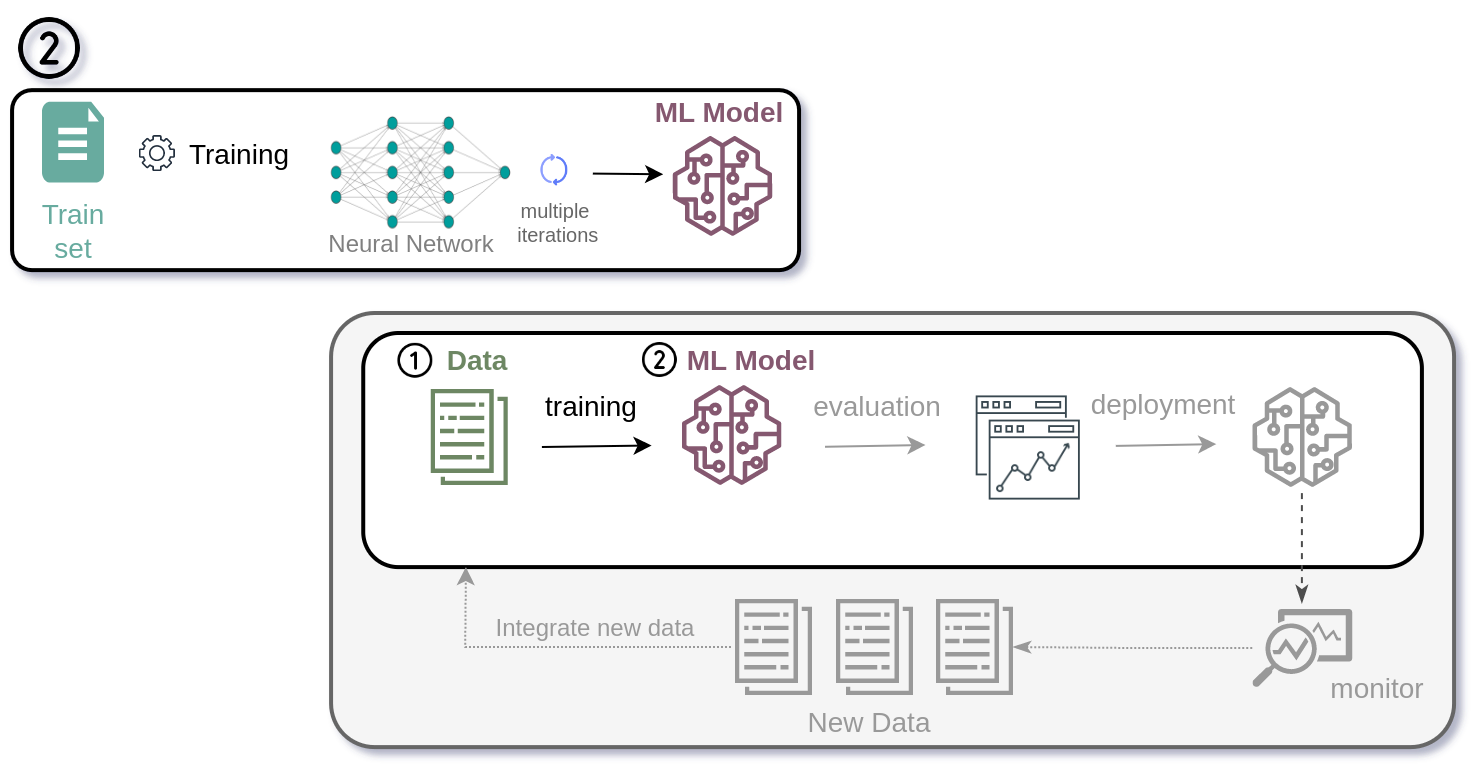 2
ML Model
Training
Train
set
multiple
iterations
Neural Network
1
Data
2
ML Model
training
evaluation
deployment
Integrate new data
monitor
New Data